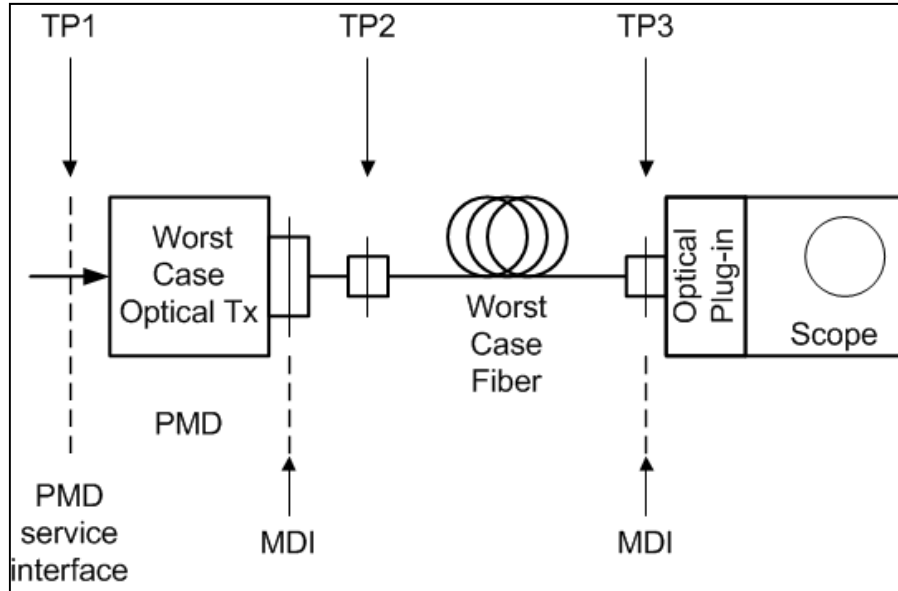 TP1
TP2
TP3
Worst
Case
Optical Tx
Optical
Plug-in
Scope
Worst
Case
Fiber
PMD
PMD
service
interface
MDI
MDI